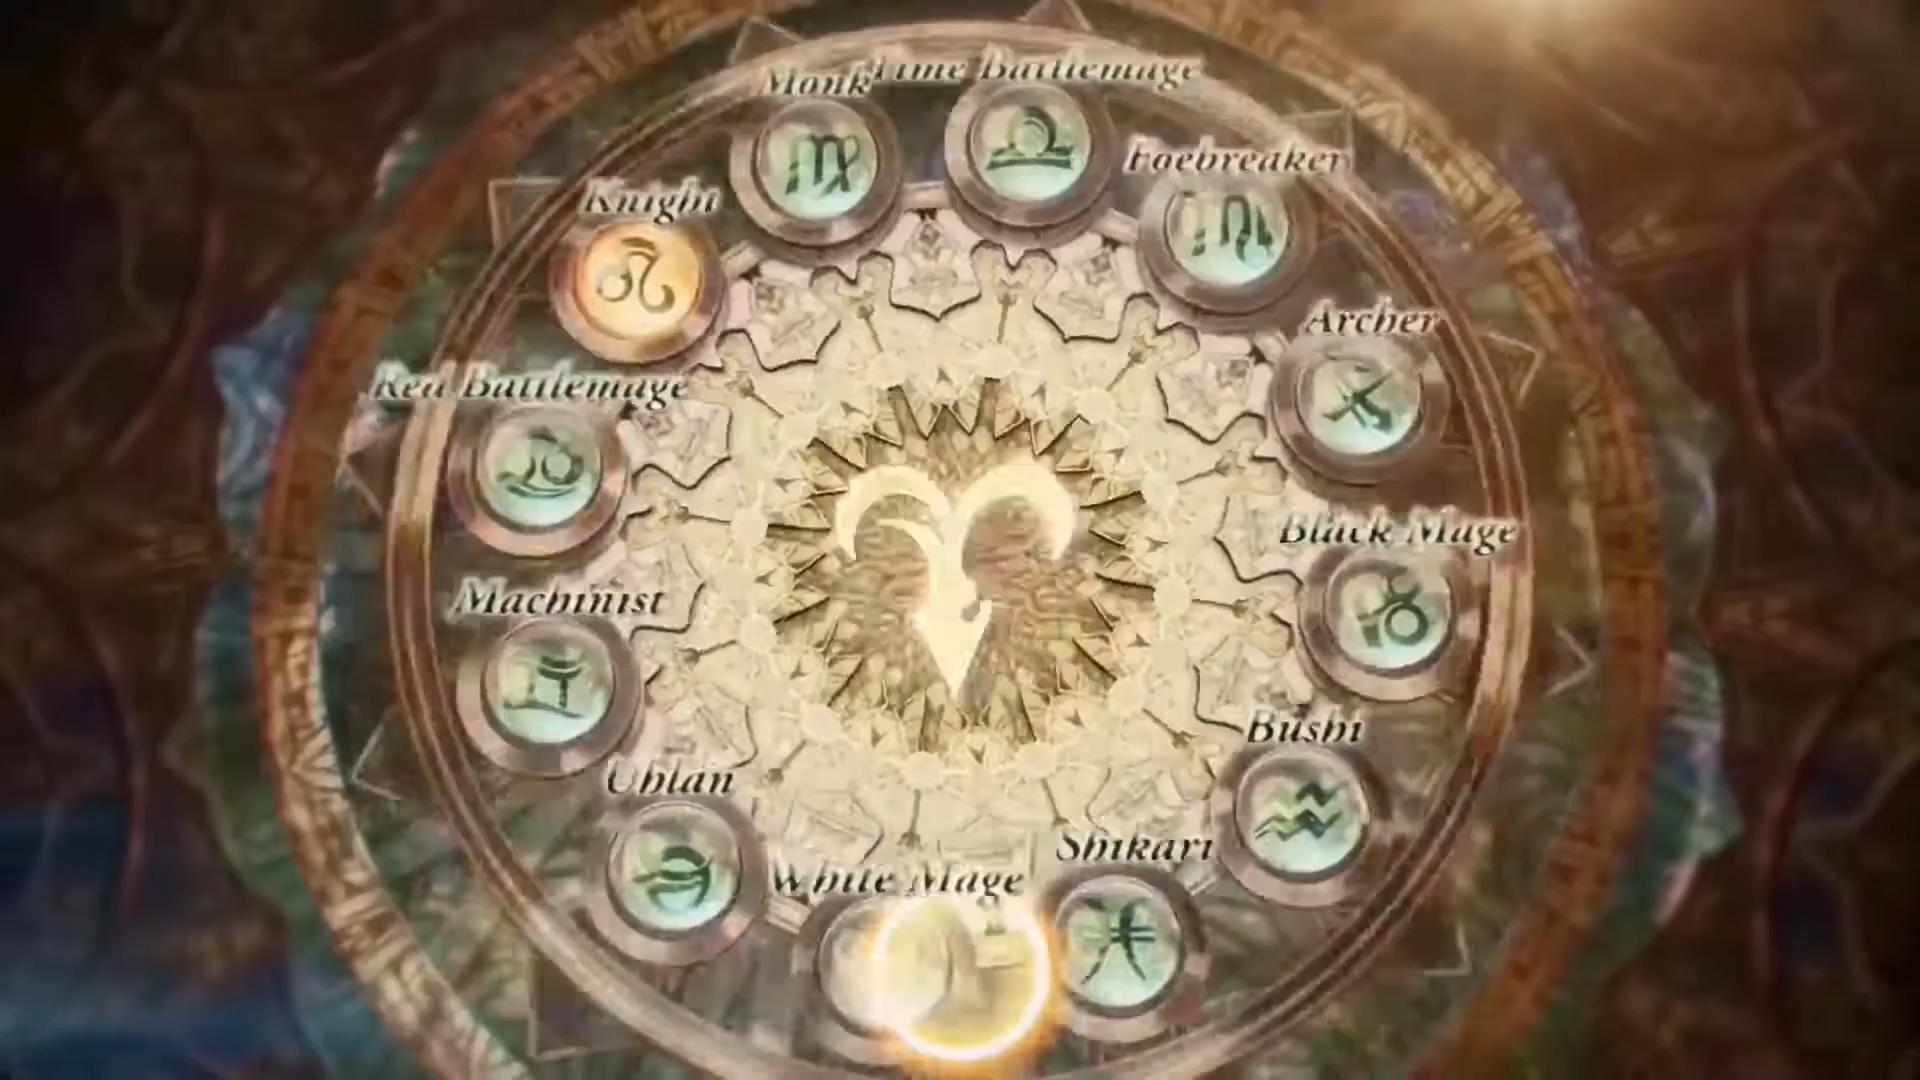 Monk
Time Battlemage
Foebreaker
Knight
Archer
Red Battlemage
Black Mage
Machinist
Bushi
Uhlan
Shikari
White Mage